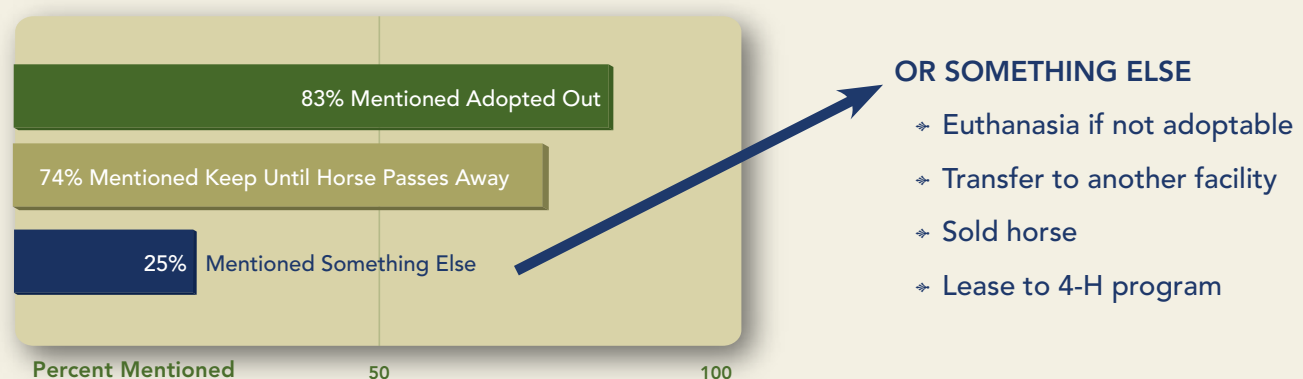 83% Mentioned Adopted Out
74% Mentioned Keep Until Horse Passes Away
25% Mentioned Something Else
Percent Mentioned 50 100
OR SOMETHING ELSE
Euthanasia if not adoptable
Transfer to another facility
Sold horse
Lease to 4-H program